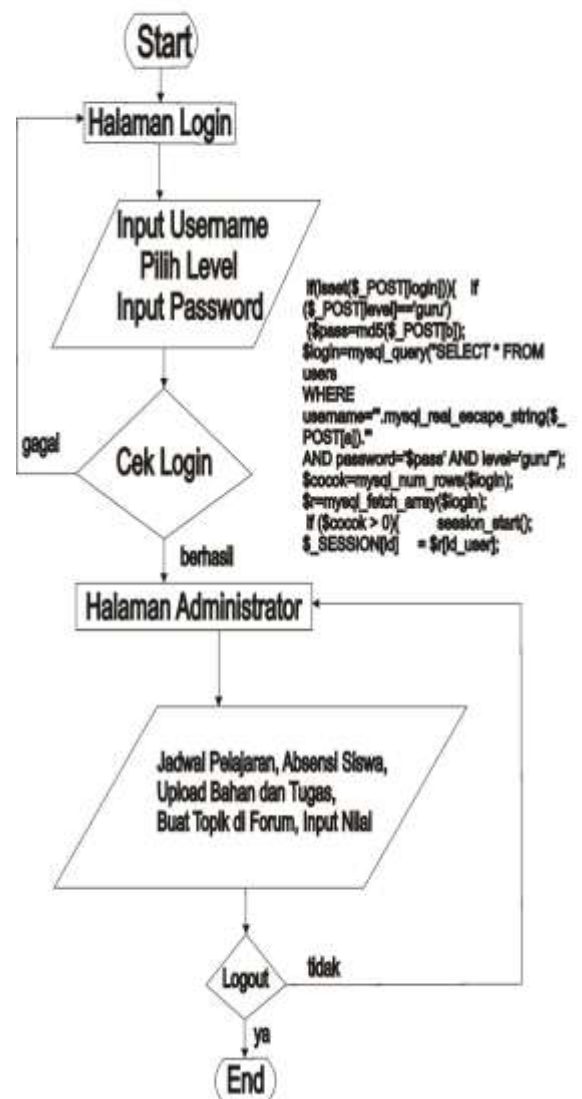 Start
Halaman Login
Input Username
Pilih Level
Input Password
If(isset($_POST[login])){ If
($_POST[level]=='guru')
{$pass=md5($_POST[b]);
$login=mysql_query("SELECT * FROM
users
WHERE
username='".mysql_real_escape_string($_
POST[a])."'
AND password='$pass' AND level='guru'");
$cocok=mysql_num_rows($login);
$r=mysql_fetch_array($login);
If ($cocok > 0){ session_start();
$_SESSION[id] = $r[id_user];
gagal
Cek Login
berhasil
Halaman Administrator
Jadwal Pelajaran, Absensi Siswa,
Upload Bahan dan Tugas,
Buat Topik di Forum, Input Nilai
Logout
tidak
ya
End